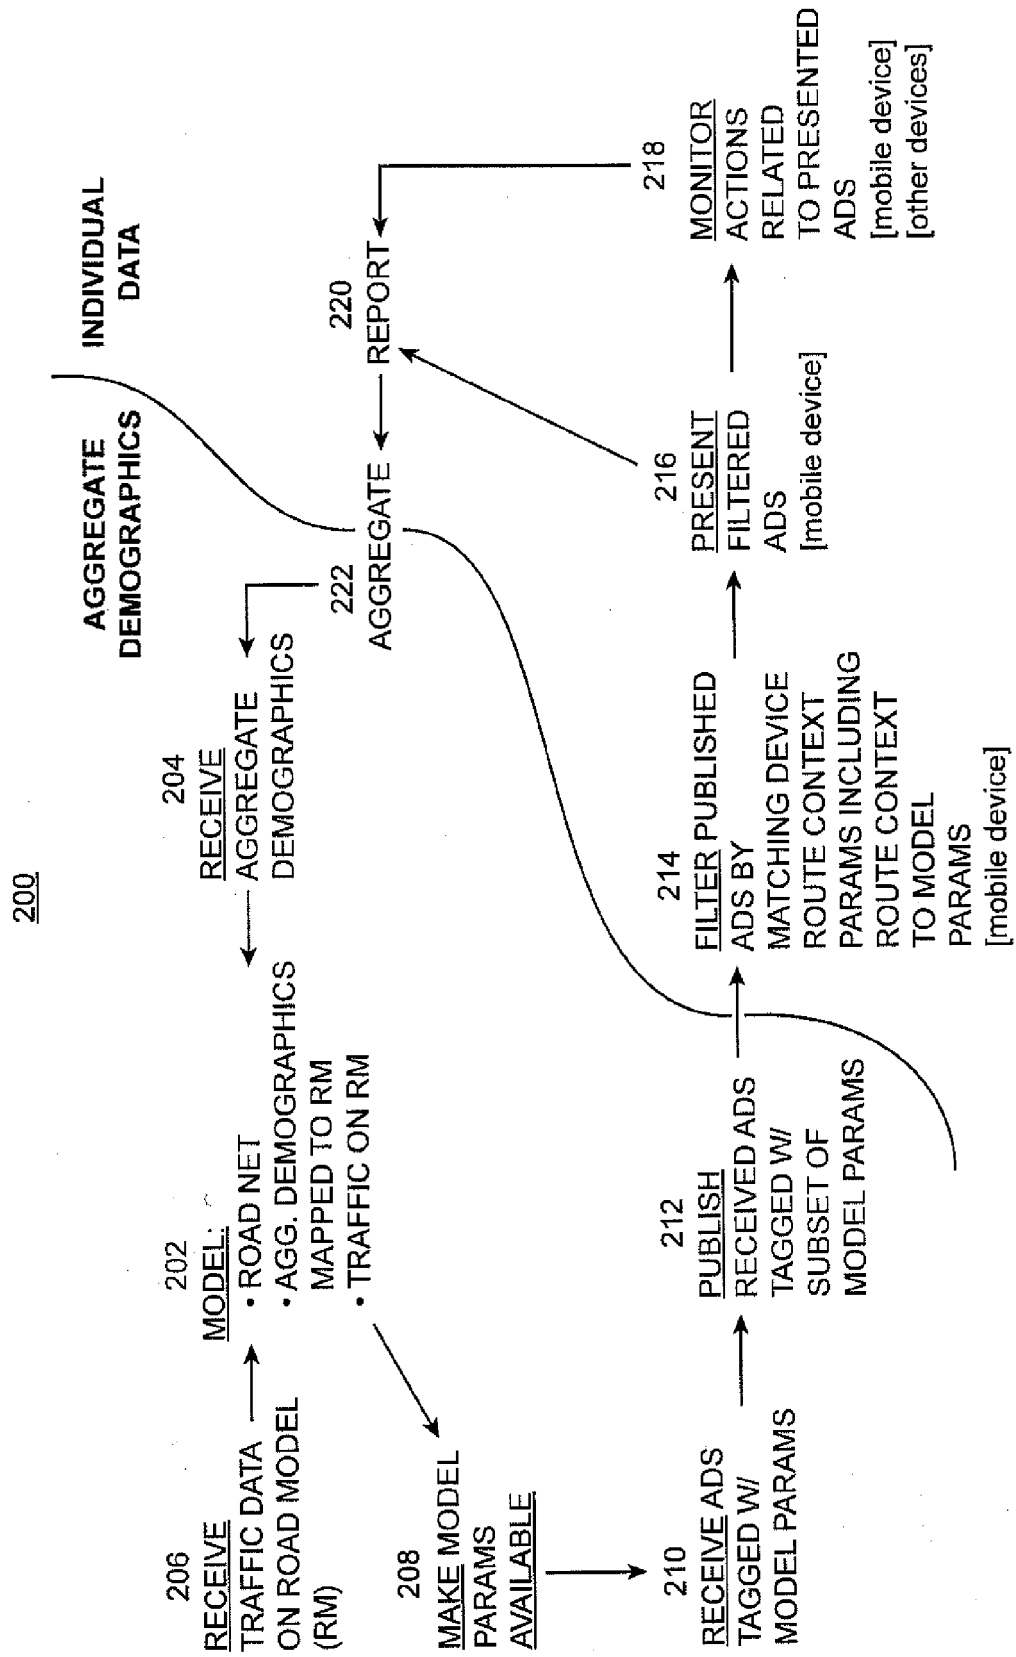 200
AGGREGATE
DEMOGRAPHICS
INDIVIDUAL
DATA
206
RECEIVE
TRAFFIC DATA
ON ROAD MODEL
(RM)
202
MODEL:
• ROAD NET
• AGG. DEMOGRAPHICS
MAPPED TO RM
• TRAFFIC ON RM
204
RECEIVE
AGGREGATE
DEMOGRAPHICS
222
AGGREGATE
220
REPORT
208
MAKE MODEL
PARAMS
AVAILABLE
210
RECEIVE ADS
TAGGED W/
MODEL PARAMS
212
PUBLISH
RECEIVED ADS
TAGGED W/
SUBSET OF
MODEL PARAMS
214
FILTER PUBLISHED
ADS BY
MATCHING DEVICE
ROUTE CONTEXT
PARAMS INCLUDING
ROUTE CONTEXT
TO MODEL
PARAMS
[mobile device]
216
PRESENT
FILTERED
ADS
[mobile device]
218
MONITOR
ACTIONS
RELATED
TO PRESENTED
ADS
[mobile device]
[other devices]